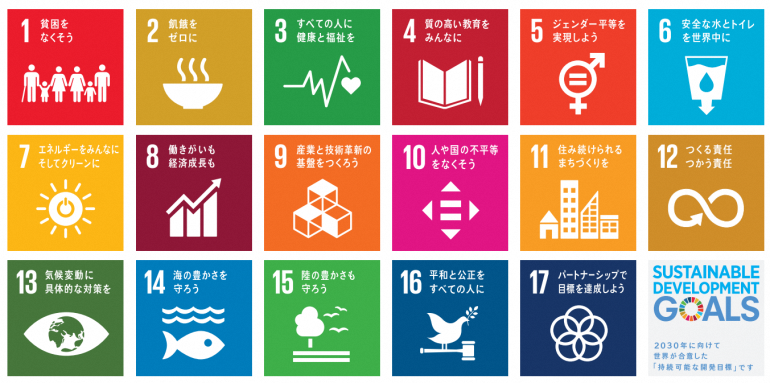 1 貧困を
なくそう
2 飢餓を
ゼロに
3 すべての人に
健康と福祉を
4 質の高い教育を
みんなに
5 ジェンダー平等を
実現しよう
6 安全な水とトイレ
を世界中に
7 エネルギーをみんなに
そしてクリーンに
8 働きがいも
経済成長も
9 産業と技術革新の
基盤をつくろう
10 人や国の不平等
をなくそう
11 住み続けられる
まちづくりを
12 つくる責任
つかう責任
13 気候変動に
具体的な対策を
14 海の豊かさを
守ろう
15 陸の豊かさも
守ろう
16 平和と公正を
すべての人に
17 パートナーシップで
目標を達成しよう
SUSTAINABLE
DEVELOPMENT
GOALS
2030年に向けて
世界が合意した
「持続可能な開発目標」です